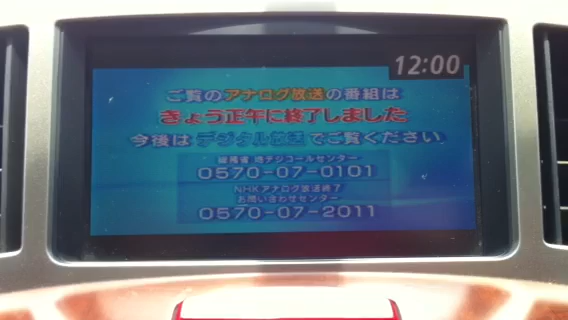 12:00
ご覧のアナログ放送の番組は
きょう正午に終了しました
今後はデジタル放送でご覧ください
総務省 地デジコールセンター
0570-07-0101
NHKアナログ放送終了
お問い合わせセンター
0570-07-2011